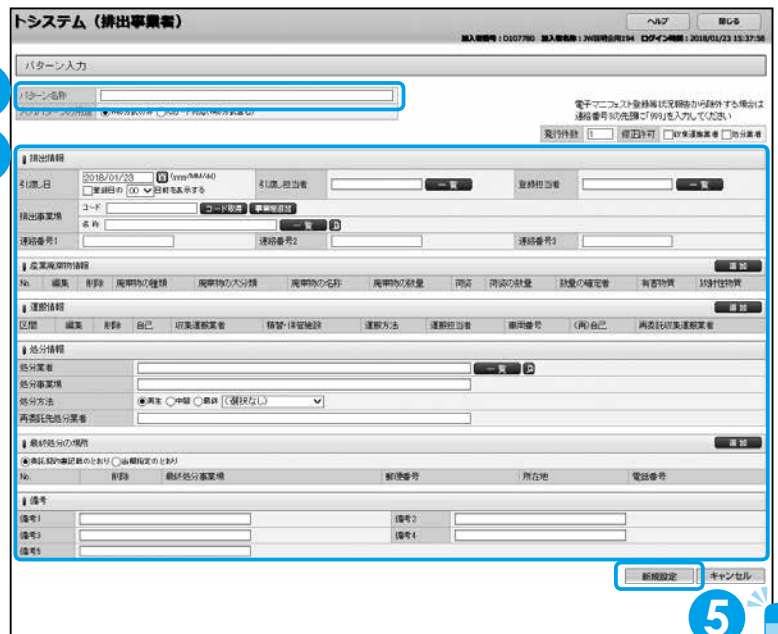 トシステム（排出事業者）
ヘルプ 閉じる
加入者番号：D107780 加入者名称：JW説明会用194 ログイン時間：2018/01/23 15:37:58
パターン入力
パターン名称
電子マニフェスト登録等状況報告から除外する場合は
連絡番号3の先頭に「999」を入力してください
発行件数 1 修正許可 収集運搬業者 処分業者
排出情報
引渡し日 2018/01/23 (yyyy/MM/dd) 引渡し担当者 一覧 登録担当者 一覧
登録日の 00 日前を表示する
排出事業場 コード コード取得 事業場追加
名称 一覧
連絡番号1 連絡番号2 連絡番号3
産業廃棄物情報 追加
No. 編集 削除 廃棄物の種類 廃棄物の大分類 廃棄物の名称 廃棄物の数量 荷姿 荷姿の数量 数量の確定者 有害物質 放射性物質
運搬情報 追加
区間 編集 削除 自己 収集運搬業者 積替・保管施設 運搬方法 運搬担当者 車両番号 (再)自己 再委託収集運搬業者
処分情報
処分業者 一覧
処分事業場
処分方法 再生 中間 最終 (選択なし)
再委託先処分業者
最終処分の場所 追加
委託契約書記載のとおり 当欄指定のとおり
No. 削除 最終処分事業場 郵便番号 所在地 電話番号
備考
備考1 備考2
備考3 備考4
備考5
新規設定 キャンセル
5